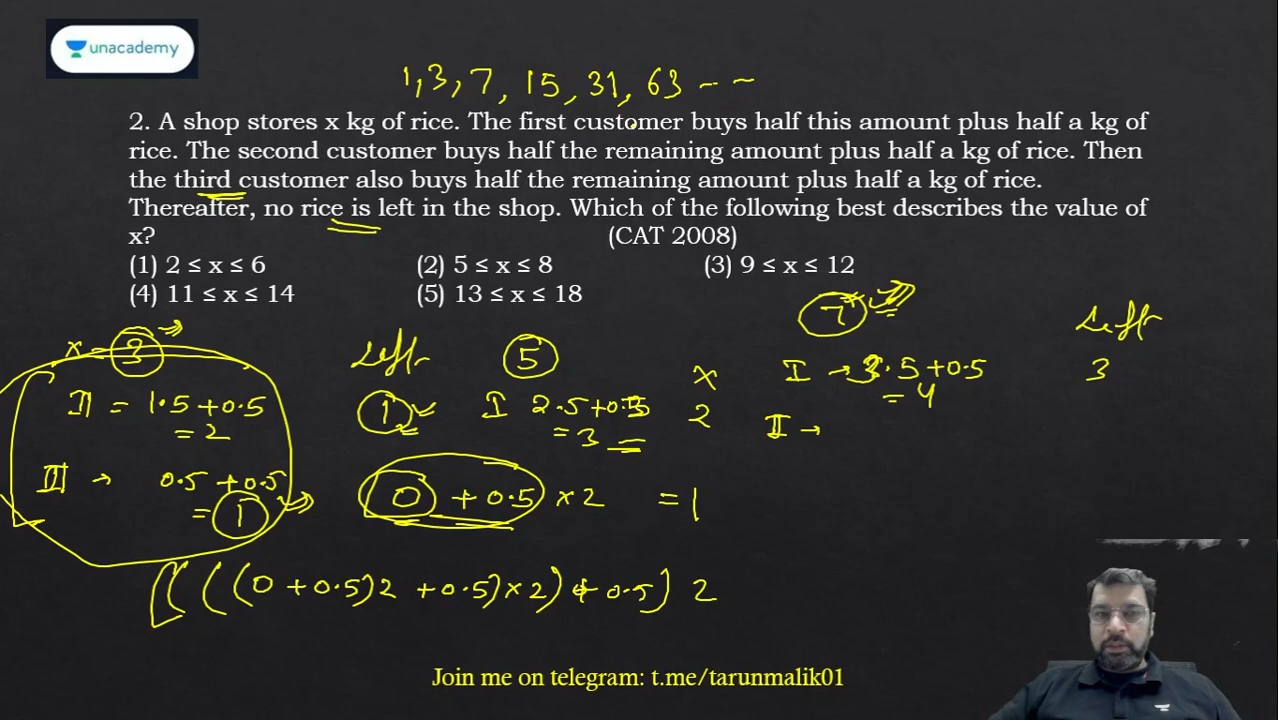 unacademy
1, 3, 7, 15, 31, 63 - -
2. A shop stores x kg of rice. The first customer buys half this amount plus half a kg of
rice. The second customer buys half the remaining amount plus half a kg of rice. Then
the third customer also buys half the remaining amount plus half a kg of rice.
Thereafter, no rice is left in the shop. Which of the following best describes the value of
x? (CAT 2008)
(1) 2 ≤ x ≤ 6 (2) 5 ≤ x ≤ 8 (3) 9 ≤ x ≤ 12
(4) 11 ≤ x ≤ 14 (5) 13 ≤ x ≤ 18
x = 3 Left 5 7 Left
II = 1.5 + 0.5 1 I 2.5 + 0.5 x I → 3.5 + 0.5 3
= 2 = 3 2 = 4
II →
III → 0.5 + 0.5 0 + 0.5 × 2 = 1
= 1
[((((0 + 0.5)2 + 0.5) × 2) + 0.5) 2
Join me on telegram: t.me/tarunmalik01